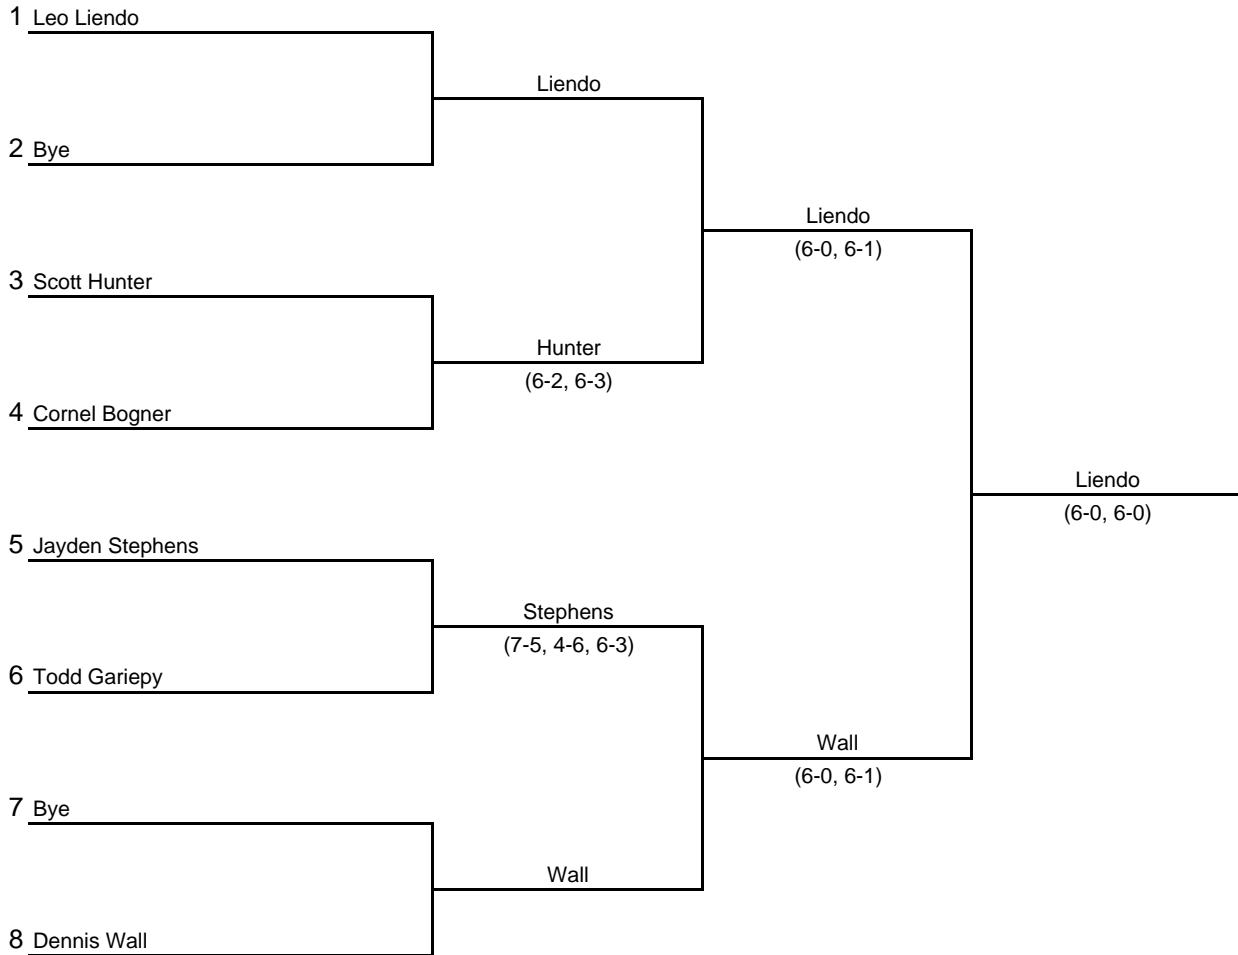 1 Leo Liendo
Liendo
2 Bye
Liendo
(6-0, 6-1)
3 Scott Hunter
Hunter
(6-2, 6-3)
4 Cornel Bogner
Liendo
(6-0, 6-0)
5 Jayden Stephens
Stephens
(7-5, 4-6, 6-3)
6 Todd Gariepy
Wall
(6-0, 6-1)
7 Bye
Wall
8 Dennis Wall